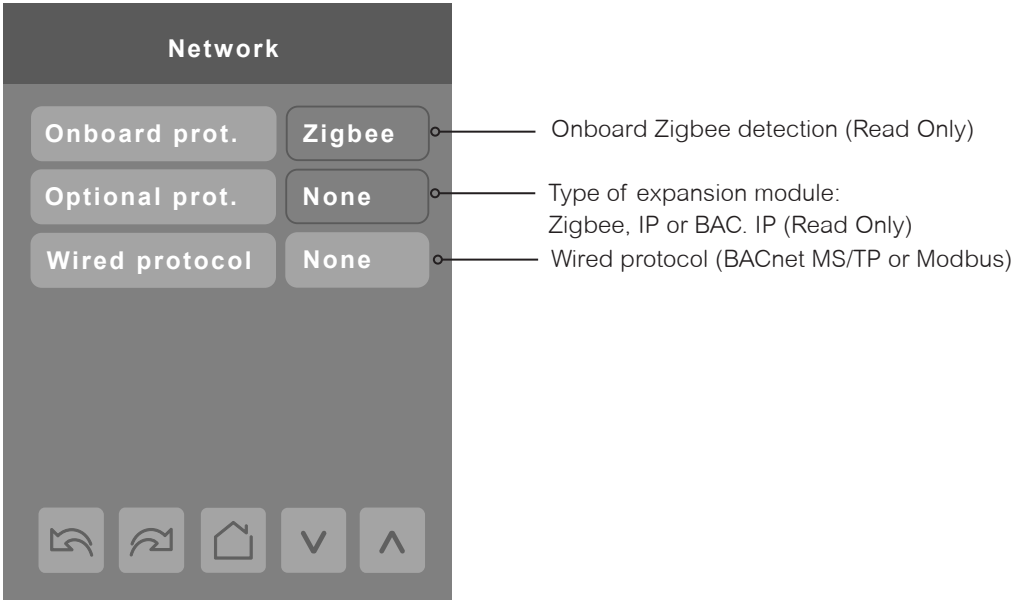 Network
Onboard prot. Zigbee
Onboard Zigbee detection (Read Only)
Optional prot. None
Type of expansion module:
Zigbee, IP or BAC. IP (Read Only)
Wired protocol None
Wired protocol (BACnet MS/TP or Modbus)